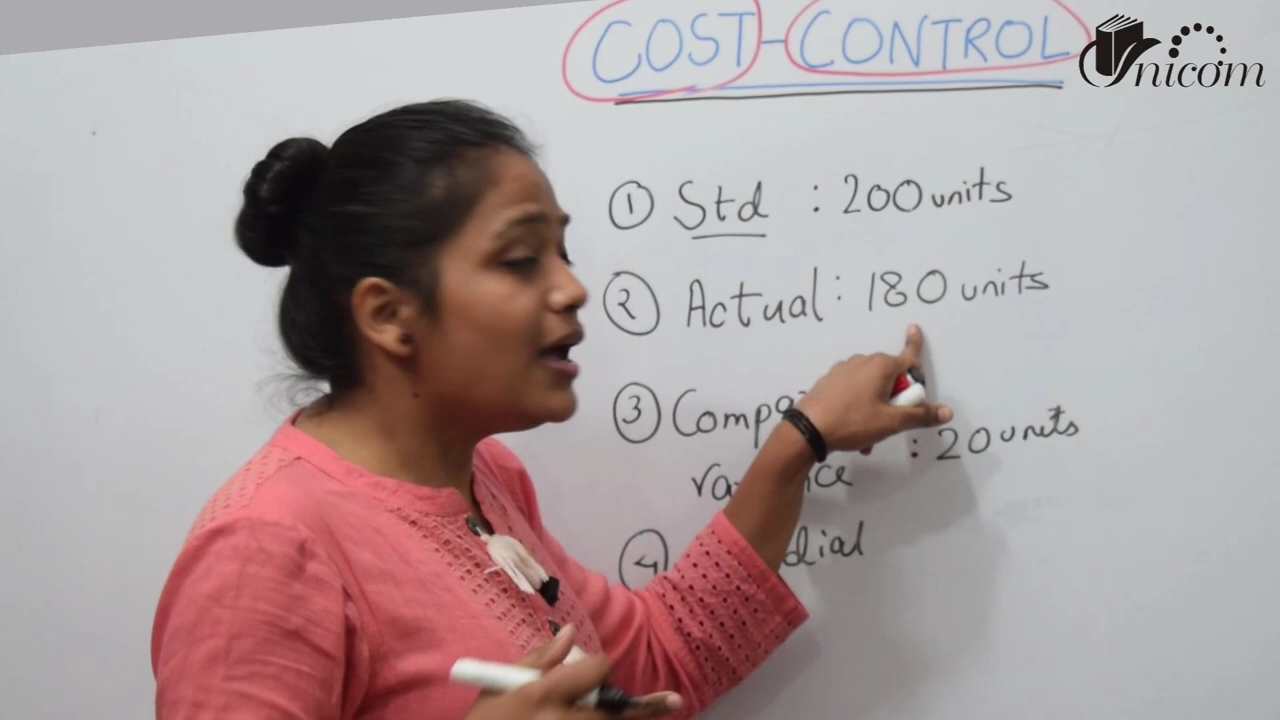 COST-CONTROL
Unicom
① Std : 200 units
② Actual : 180 units
③
: 20 units
④